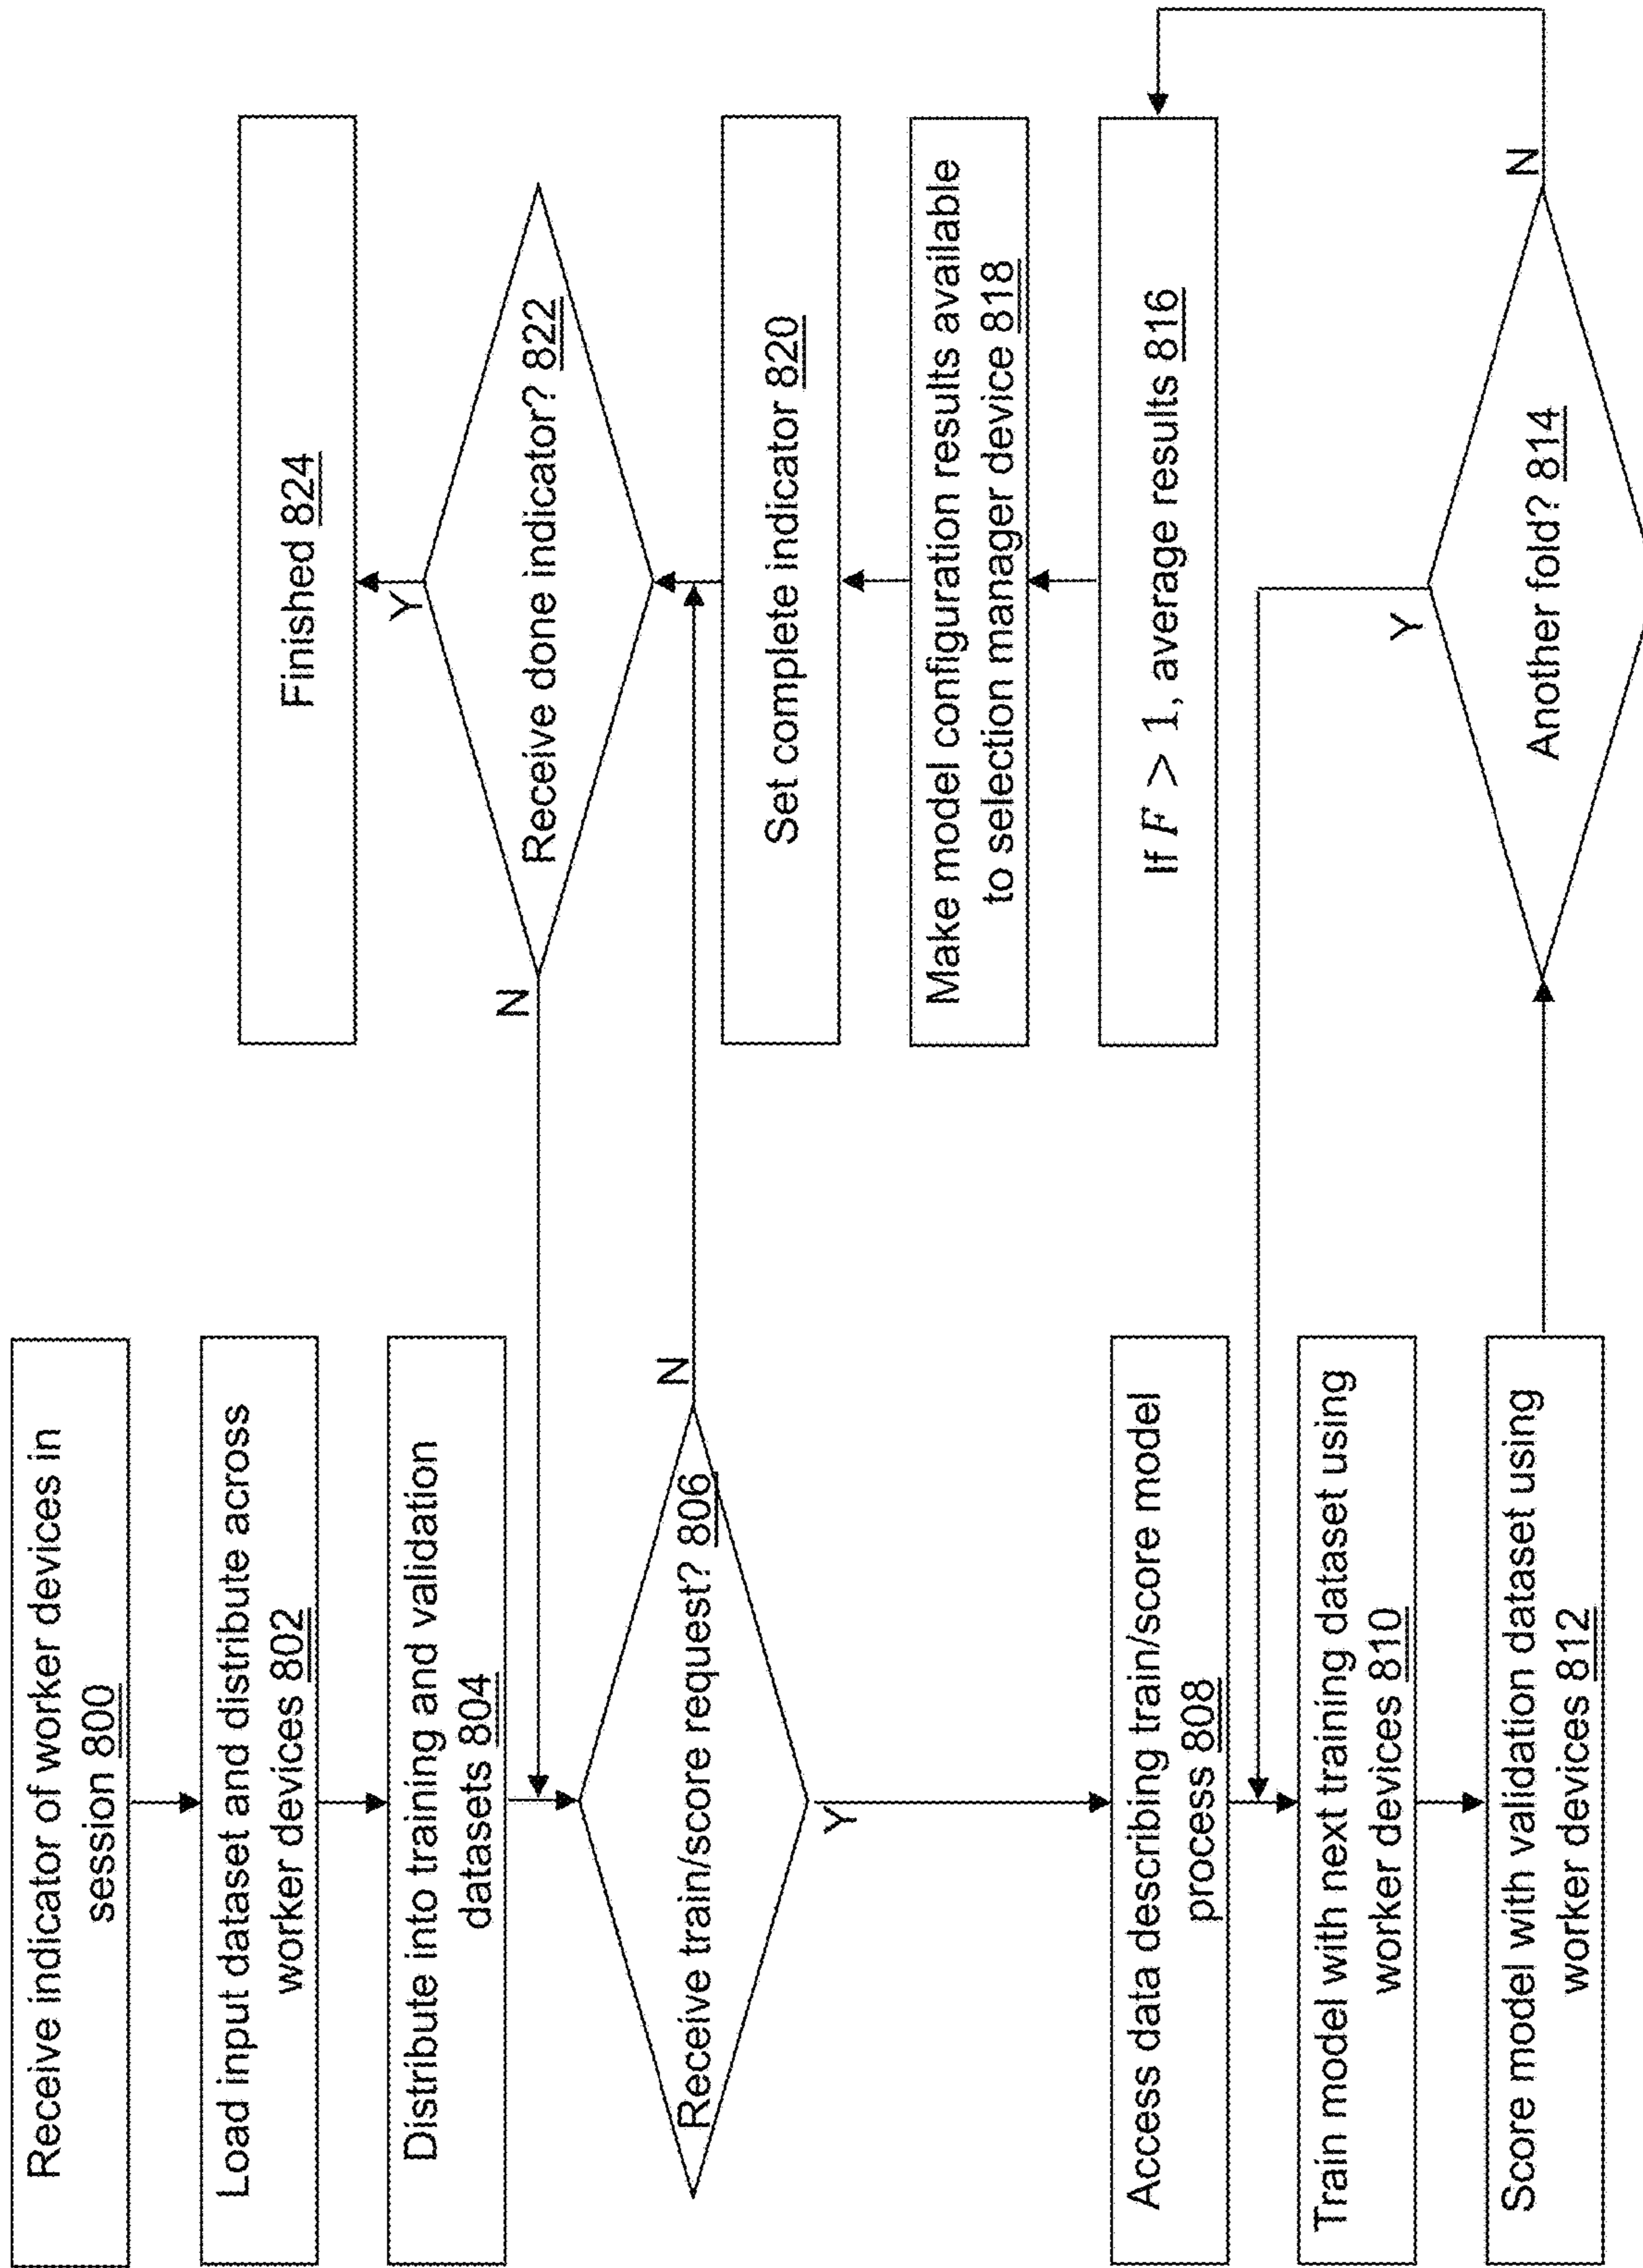 Receive indicator of worker devices in
session 800
Load input dataset and distribute across
worker devices 802
Distribute into training and validation
datasets 804
Receive train/score request? 806
N
Y
Access data describing train/score model
process 808
Train model with next training dataset using
worker devices 810
Score model with validation dataset using
worker devices 812
Finished 824
Y
Receive done indicator? 822
N
Set complete indicator 820
Make model configuration results available
to selection manager device 818
If F > 1, average results 816
Y
Another fold? 814
N